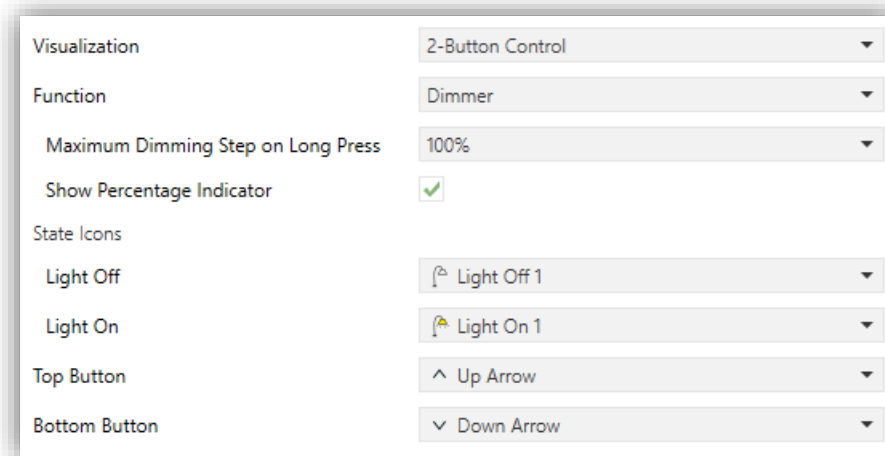 Visualization 2-Button Control
Function Dimmer
Maximum Dimming Step on Long Press 100%
Show Percentage Indicator
State Icons
Light Off Light Off 1
Light On Light On 1
Top Button Up Arrow
Bottom Button Down Arrow